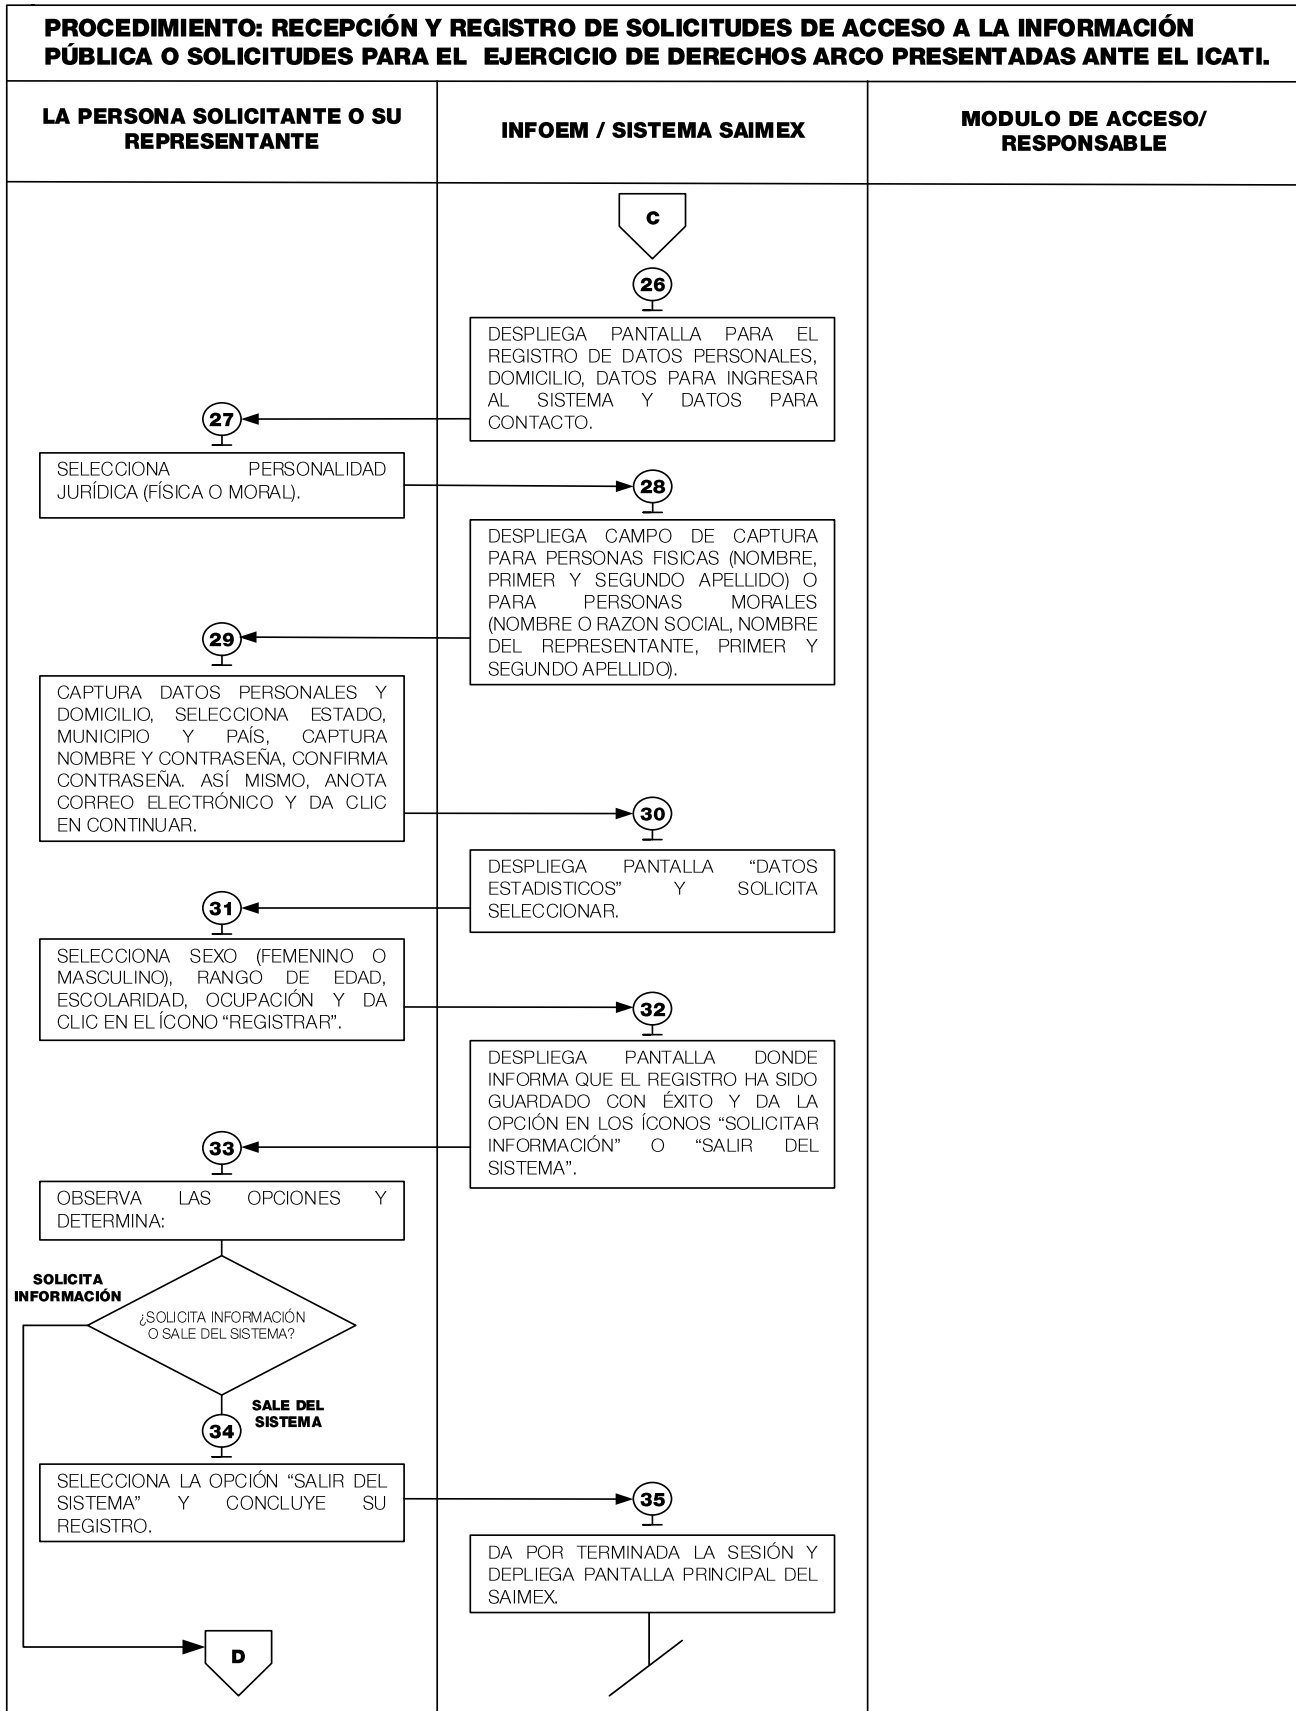 PROCEDIMIENTO: RECEPCIÓN Y REGISTRO DE SOLICITUDES DE ACCESO A LA INFORMACIÓN
PÚBLICA O SOLICITUDES PARA EL EJERCICIO DE DERECHOS ARCO PRESENTADAS ANTE EL ICATI.
LA PERSONA SOLICITANTE O SU
REPRESENTANTE
INFOEM / SISTEMA SAIMEX
MODULO DE ACCESO/
RESPONSABLE
C
26
DESPLIEGA PANTALLA PARA EL
REGISTRO DE DATOS PERSONALES,
DOMICILIO, DATOS PARA INGRESAR
AL SISTEMA Y DATOS PARA
CONTACTO.
27
SELECCIONA PERSONALIDAD
JURÍDICA (FÍSICA O MORAL).
28
DESPLIEGA CAMPO DE CAPTURA
PARA PERSONAS FISICAS (NOMBRE,
PRIMER Y SEGUNDO APELLIDO) O
PARA PERSONAS MORALES
(NOMBRE O RAZON SOCIAL, NOMBRE
DEL REPRESENTANTE, PRIMER Y
SEGUNDO APELLIDO).
29
CAPTURA DATOS PERSONALES Y
DOMICILIO, SELECCIONA ESTADO,
MUNICIPIO Y PAÍS, CAPTURA
NOMBRE Y CONTRASEÑA, CONFIRMA
CONTRASEÑA. ASÍ MISMO, ANOTA
CORREO ELECTRÓNICO Y DA CLIC
EN CONTINUAR.
30
DESPLIEGA PANTALLA “DATOS
ESTADISTICOS” Y SOLICITA
SELECCIONAR.
31
SELECCIONA SEXO (FEMENINO O
MASCULINO), RANGO DE EDAD,
ESCOLARIDAD, OCUPACIÓN Y DA
CLIC EN EL ÍCONO “REGISTRAR”.
32
DESPLIEGA PANTALLA DONDE
INFORMA QUE EL REGISTRO HA SIDO
GUARDADO CON ÉXITO Y DA LA
OPCIÓN EN LOS ÍCONOS “SOLICITAR
INFORMACIÓN” O “SALIR DEL
SISTEMA”.
33
OBSERVA LAS OPCIONES Y
DETERMINA:
SOLICITA
INFORMACIÓN
¿SOLICITA INFORMACIÓN
O SALE DEL SISTEMA?
SALE DEL
SISTEMA
34
SELECCIONA LA OPCIÓN “SALIR DEL
SISTEMA” Y CONCLUYE SU
REGISTRO.
35
DA POR TERMINADA LA SESIÓN Y
DEPLIEGA PANTALLA PRINCIPAL DEL
SAIMEX.
D